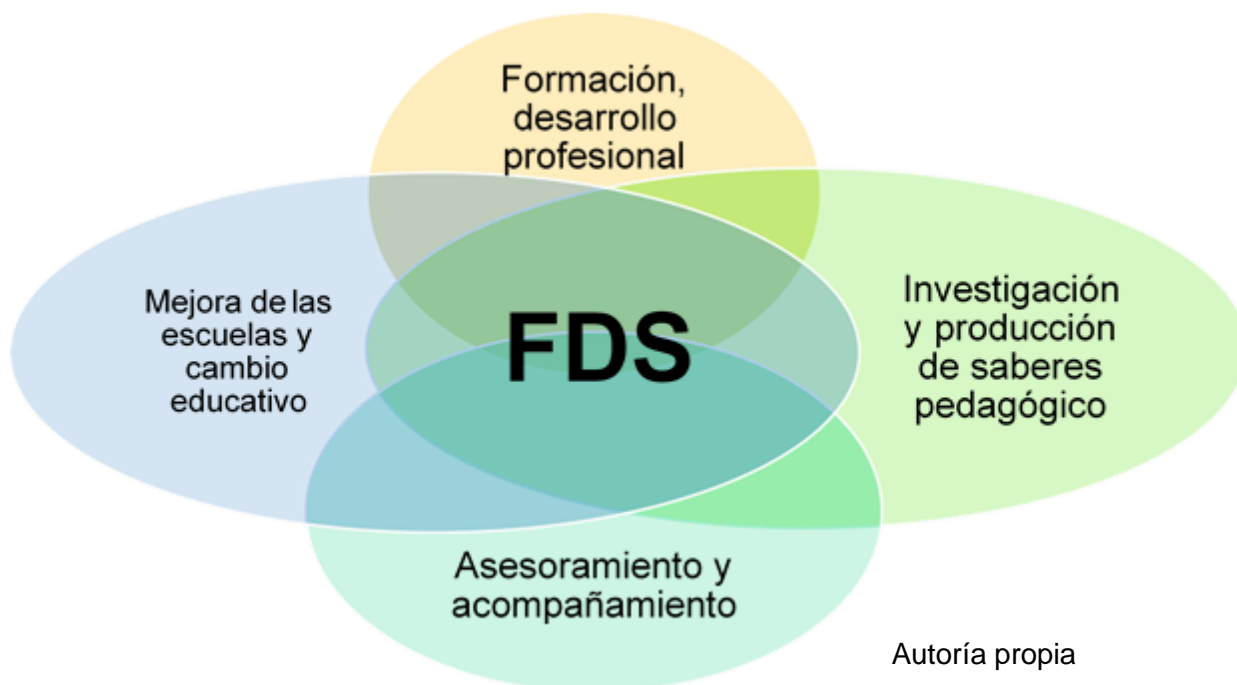 Formación,
desarrollo
profesional
Mejora de las
escuelas y
cambio
educativo
FDS
Investigación
y producción
de saberes
pedagógico
Asesoramiento y
acompañamiento
Autoría propia